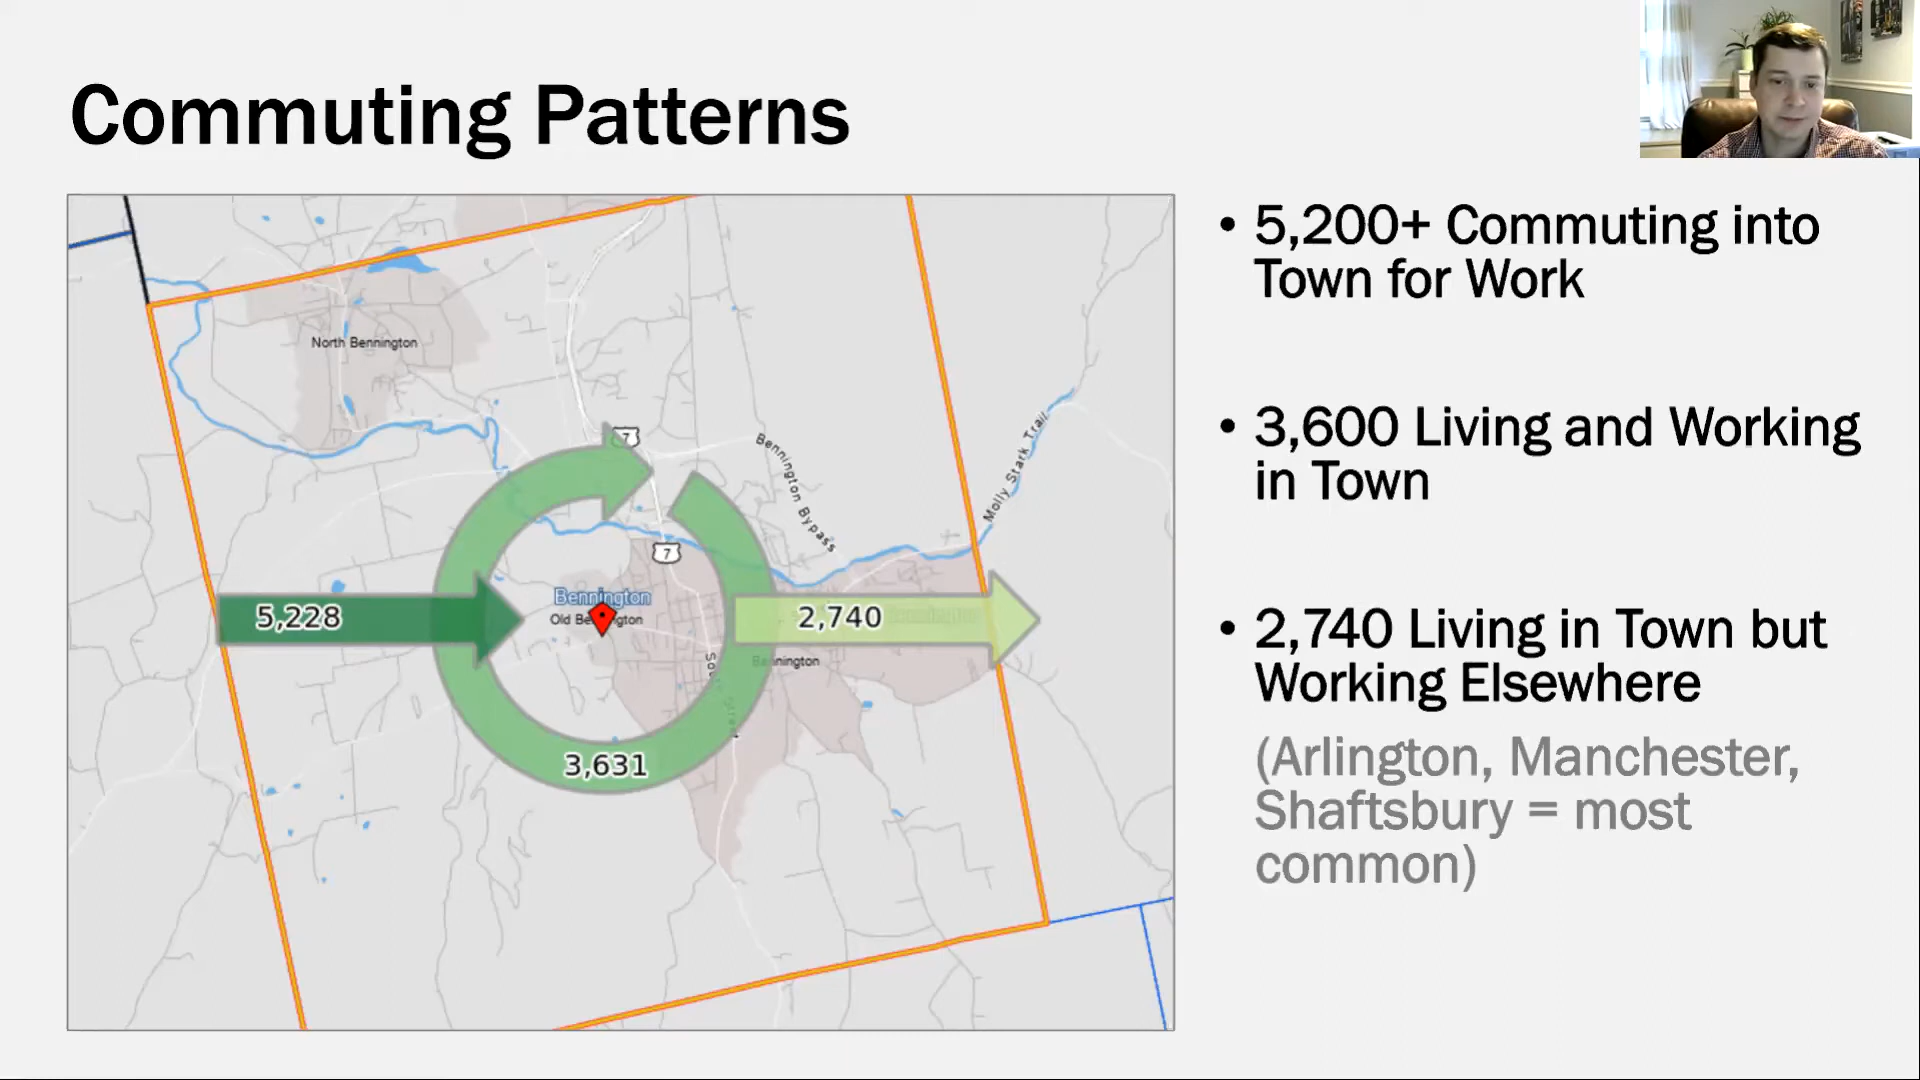 Commuting Patterns
• 5,200+ Commuting into
Town for Work
• 3,600 Living and Working
in Town
• 2,740 Living in Town but
Working Elsewhere
(Arlington, Manchester,
Shaftsbury = most
common)
North Bennington
7
Bennington Bypass
Molly Stark Trail
7
Bennington
5,228
2,740
3,631